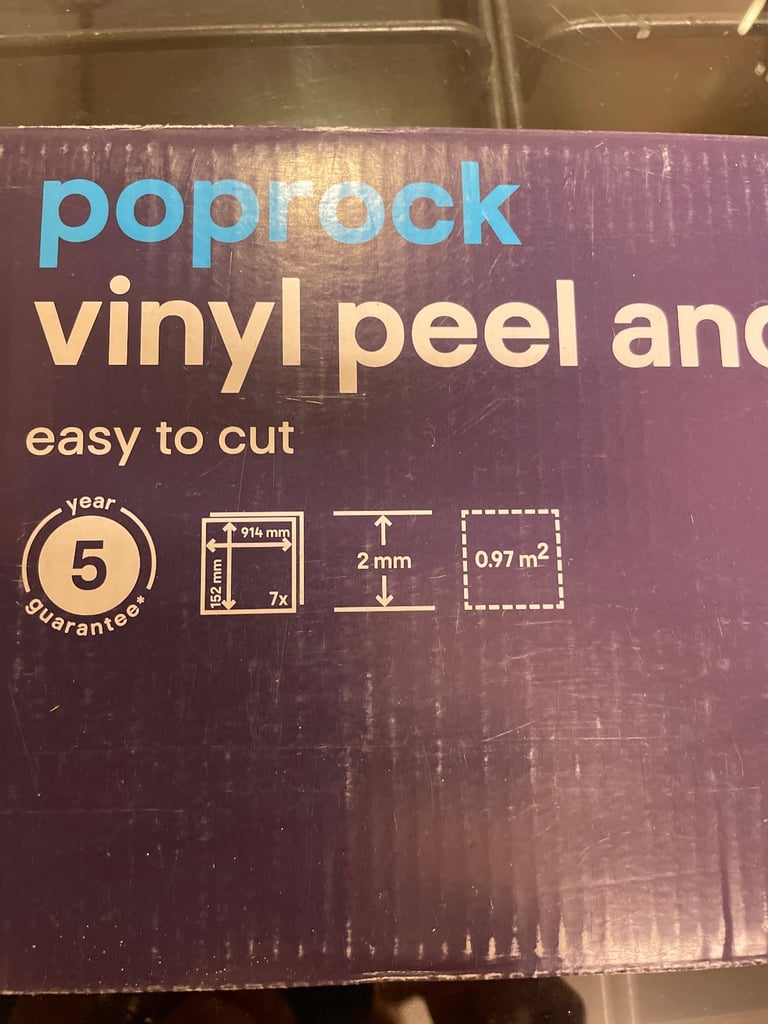 poprock
vinyl peel and
easy to cut
year
5
guarantee*
914 mm
152 mm
7x
2 mm
0.97 m²